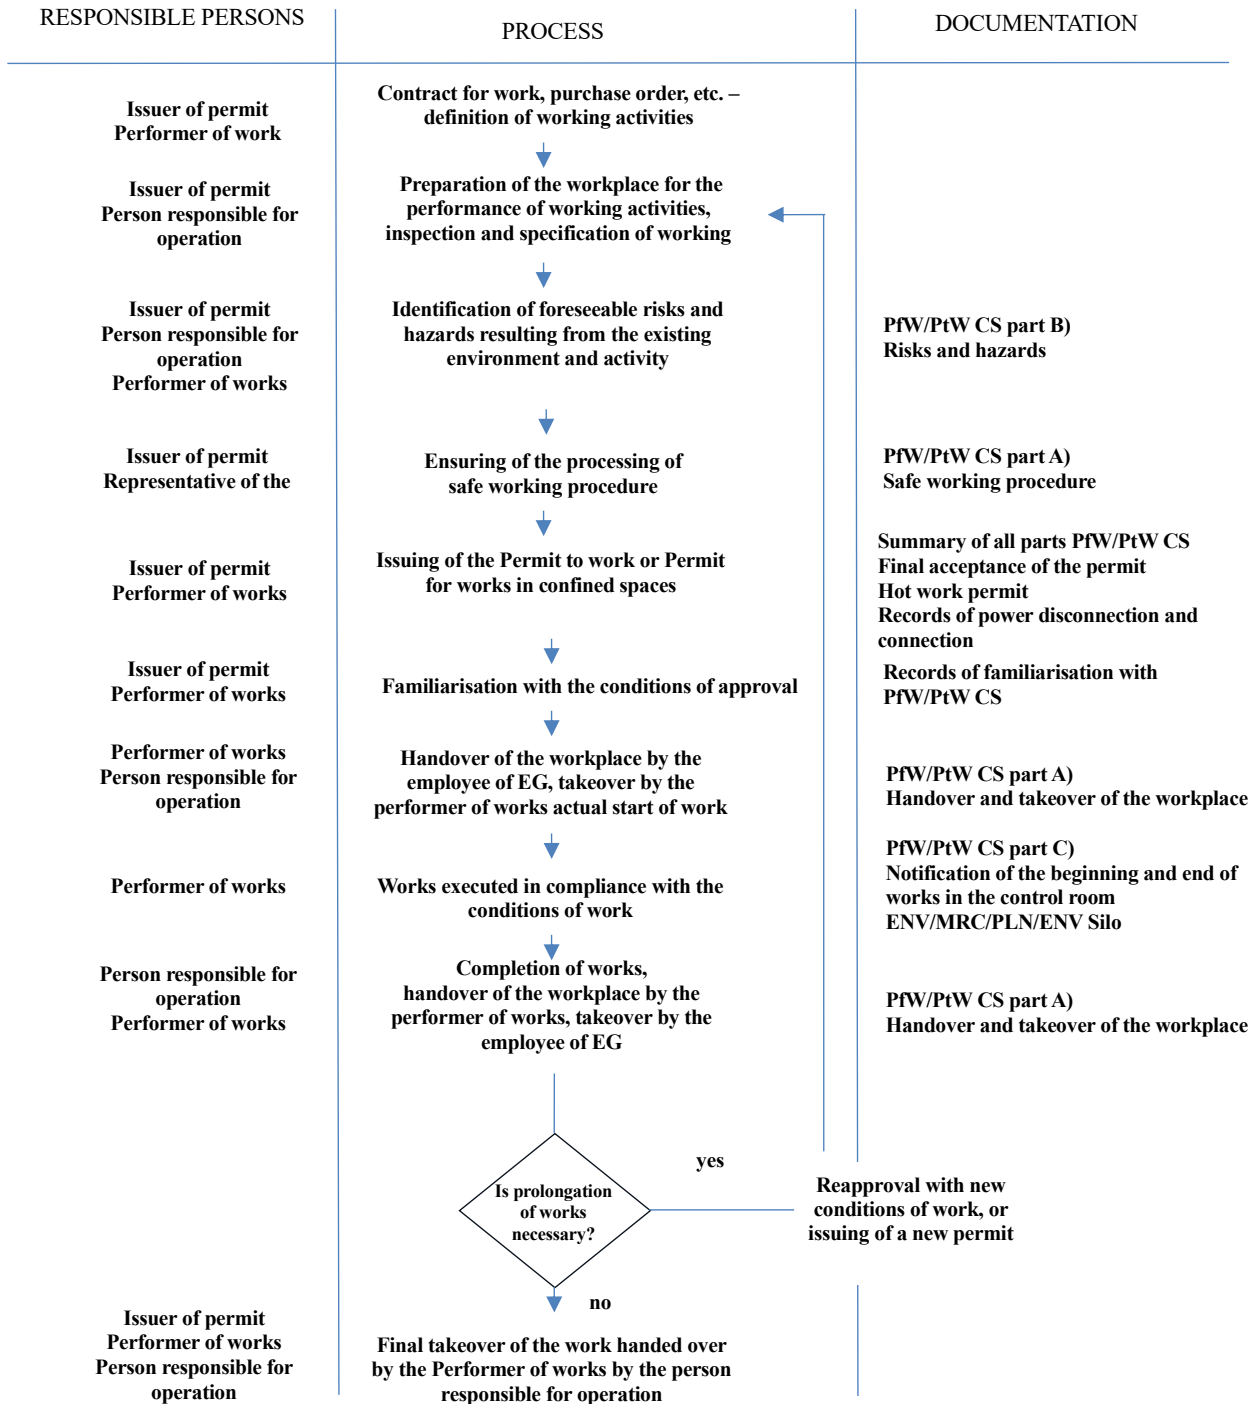 RESPONSIBLE PERSONS
PROCESS
DOCUMENTATION
Issuer of permit
Performer of work
Contract for work, purchase order, etc. –
definition of working activities
Issuer of permit
Person responsible for
operation
Preparation of the workplace for the
performance of working activities,
inspection and specification of working
Issuer of permit
Person responsible for
operation
Performer of works
Identification of foreseeable risks and
hazards resulting from the existing
environment and activity
PfW/PtW CS part B)
Risks and hazards
Issuer of permit
Representative of the
Ensuring of the processing of
safe working procedure
PfW/PtW CS part A)
Safe working procedure
Issuer of permit
Performer of works
Issuing of the Permit to work or Permit
for works in confined spaces
Summary of all parts PfW/PtW CS
Final acceptance of the permit
Hot work permit
Records of power disconnection and
connection
Issuer of permit
Performer of works
Familiarisation with the conditions of approval
Records of familiarisation with
PfW/PtW CS
Performer of works
Person responsible for
operation
Handover of the workplace by the
employee of EG, takeover by the
performer of works actual start of work
PfW/PtW CS part A)
Handover and takeover of the workplace
Performer of works
Works executed in compliance with the
conditions of work
PfW/PtW CS part C)
Notification of the beginning and end of
works in the control room
ENV/MRC/PLN/ENV Silo
Person responsible for
operation
Performer of works
Completion of works,
handover of the workplace by the
performer of works, takeover by the
employee of EG
PfW/PtW CS part A)
Handover and takeover of the workplace
Is prolongation
of works
necessary?
yes
Reapproval with new
conditions of work, or
issuing of a new permit
no
Issuer of permit
Performer of works
Person responsible for
operation
Final takeover of the work handed over
by the Performer of works by the person
responsible for operation